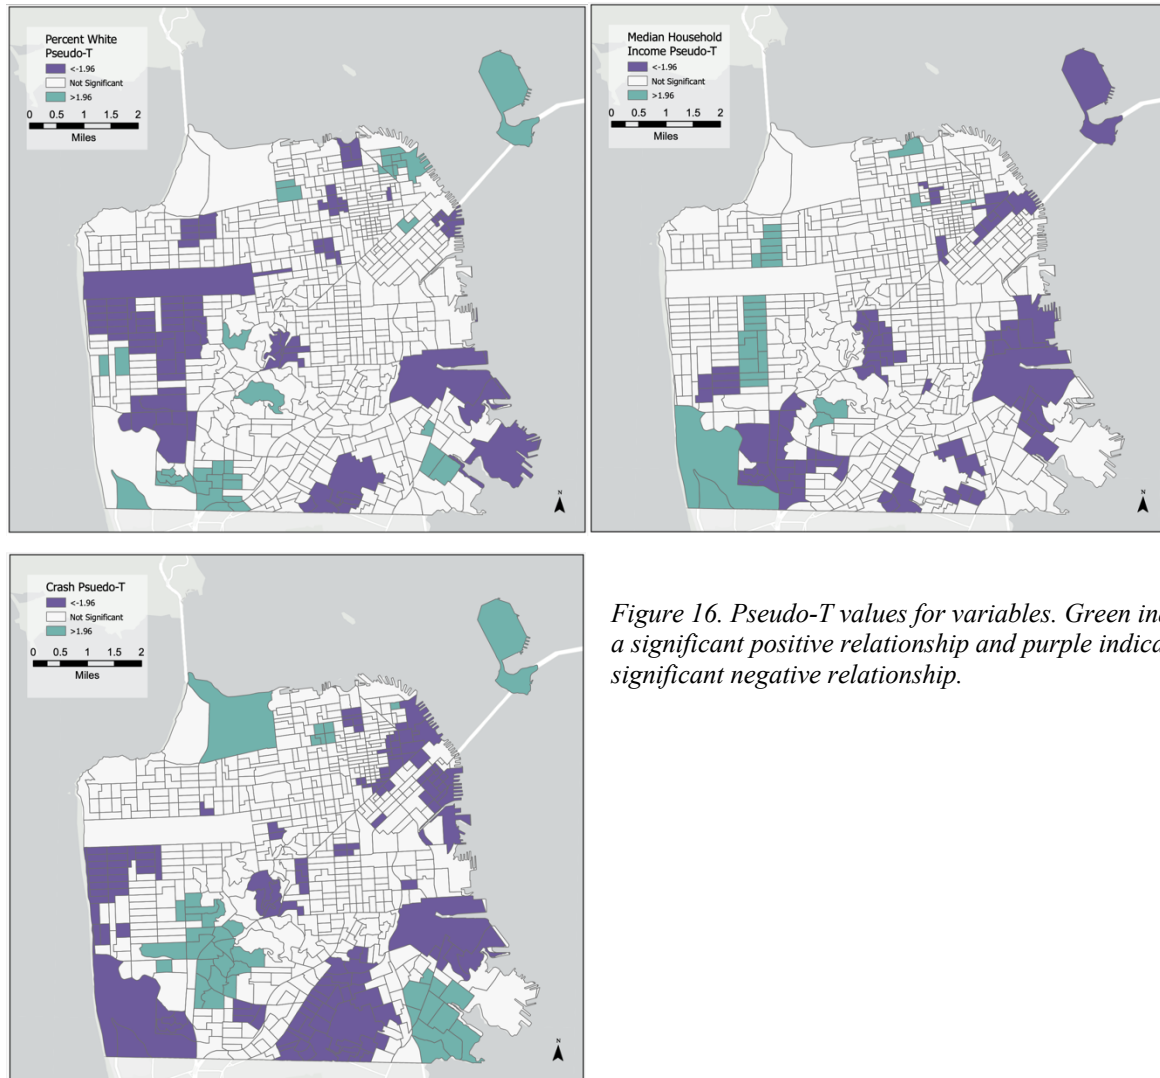 Percent White
Pseudo-T
<-1.96
Not Significant
>1.96
0 0.5 1 1.5 2
Miles
N
Median Household
Income Pseudo-T
<-1.96
Not Significant
>1.96
0 0.5 1 1.5 2
Miles
N
Crash Psuedo-T
<-1.96
Not Significant
>1.96
0 0.5 1 1.5 2
Miles
N
Figure 16. Pseudo-T values for variables. Green
a significant positive relationship and purple
significant negative relationship.